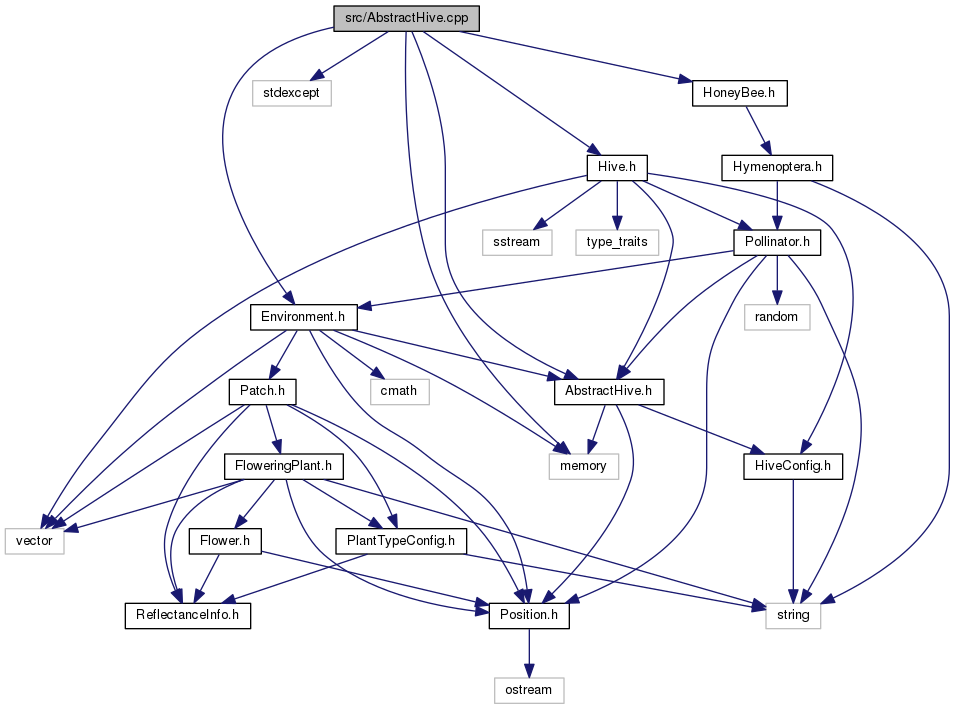 src/AbstractHive.cpp
stdexcept
HoneyBee.h
Hive.h
Hymenoptera.h
sstream
type_traits
Pollinator.h
Environment.h
random
Patch.h
cmath
AbstractHive.h
FloweringPlant.h
memory
HiveConfig.h
vector
Flower.h
PlantTypeConfig.h
ReflectanceInfo.h
Position.h
string
ostream